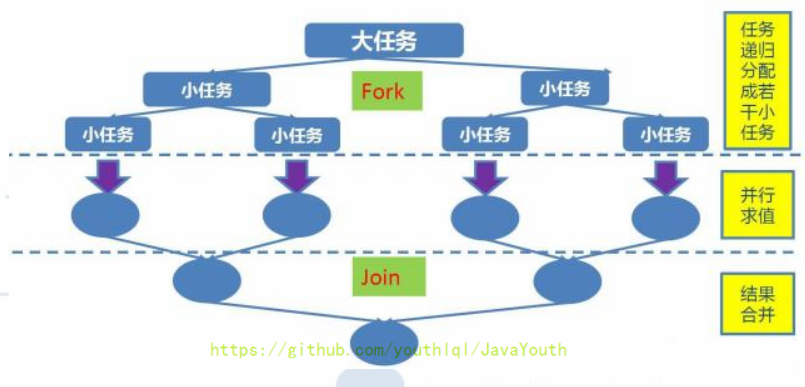 大任务
小任务
Fork
小任务
小任务
小任务
小任务
小任务
任务
递归
分配
成若
干小
任务
并行
求值
Join
结果
合并
https://github.com/youthlql/JavaYouth